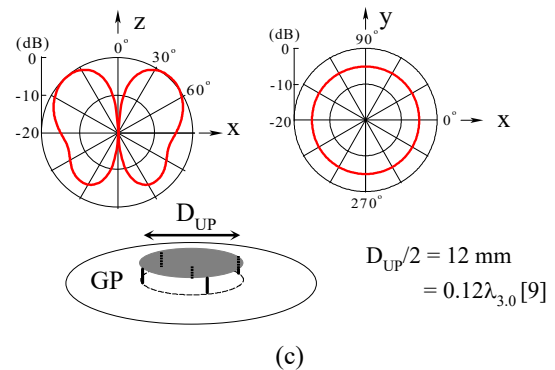 z
(dB)
0°
30°
0
60°
-10
-20
x
y
(dB)
90°
0
-10
-20
0°
x
270°
D_UP
GP
D_UP/2 = 12 mm
= 0.12λ_3.0 [9]
(c)